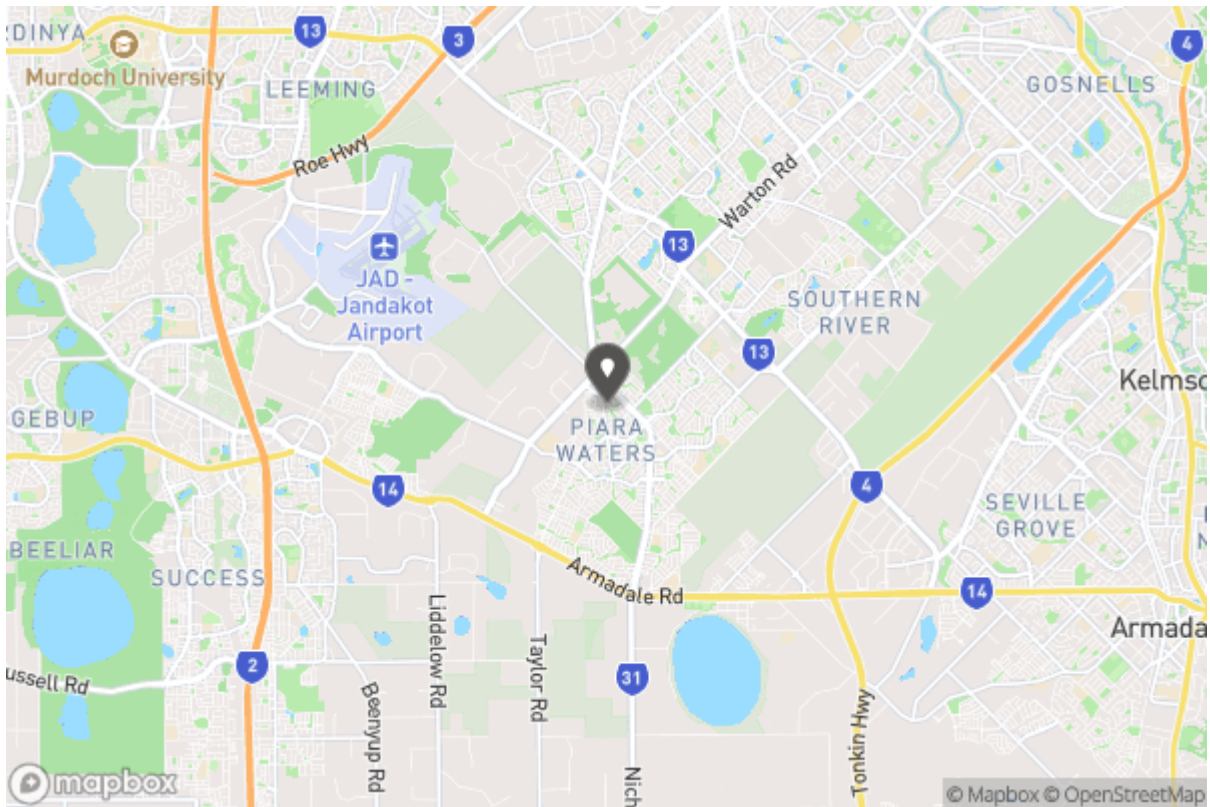 RDINYA
13
3
4
Murdoch University
LEEMING
GOSNELLS
Roe Hwy
Warton Rd
13
JAD -
Jandakot
Airport
SOUTHERN
RIVER
13
Kelmsc
GEBUP
PIARA
WATERS
14
4
SEVILLE
GROVE
BEELIAR
SUCCESS
Armadale Rd
14
Liddelow Rd
Taylor Rd
Armada
ussell Rd
2
31
Beenyup Rd
Nich
Tonkin Hwy
mapbox
© Mapbox © OpenStreetMap